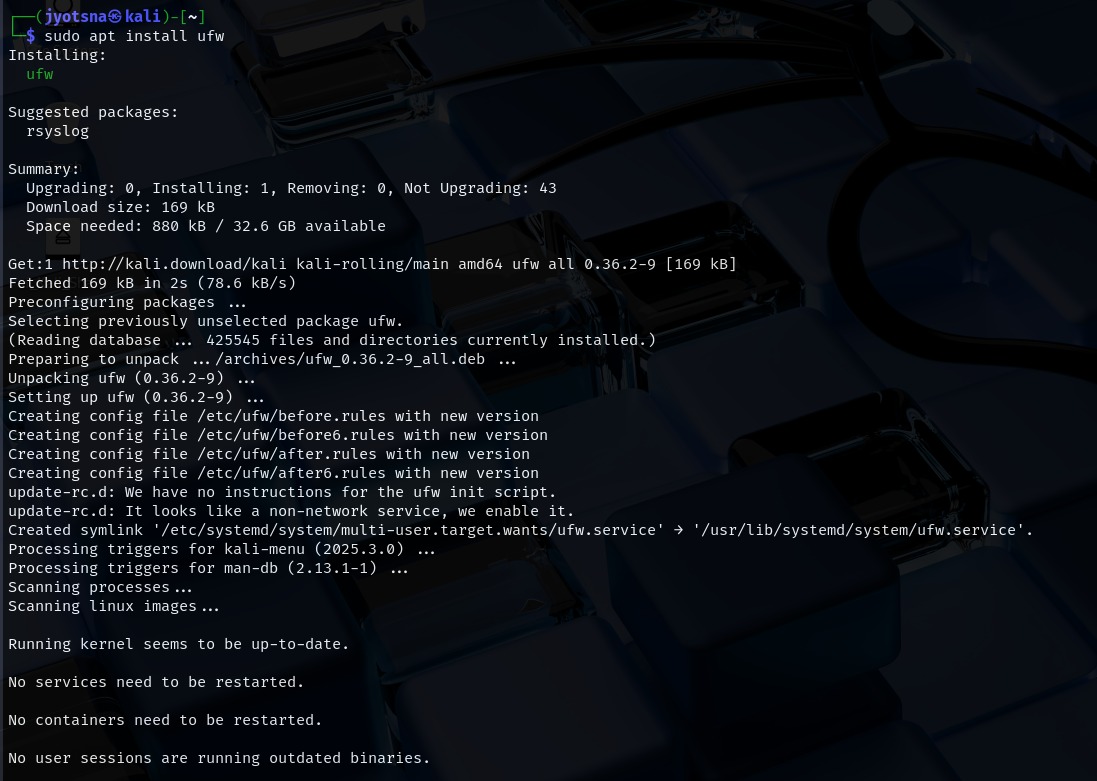 ┌──(jyotsna㉿kali)-[~]
└─$ sudo apt install ufw
Installing:
  ufw

Suggested packages:
  rsyslog

Summary:
  Upgrading: 0, Installing: 1, Removing: 0, Not Upgrading: 43
  Download size: 169 kB
  Space needed: 880 kB / 32.6 GB available

Get:1 http://kali.download/kali kali-rolling/main amd64 ufw all 0.36.2-9 [169 kB]
Fetched 169 kB in 2s (78.6 kB/s)
Preconfiguring packages ...
Selecting previously unselected package ufw.
(Reading database ... 425545 files and directories currently installed.)
Preparing to unpack .../archives/ufw_0.36.2-9_all.deb ...
Unpacking ufw (0.36.2-9) ...
Setting up ufw (0.36.2-9) ...
Creating config file /etc/ufw/before.rules with new version
Creating config file /etc/ufw/before6.rules with new version
Creating config file /etc/ufw/after.rules with new version
Creating config file /etc/ufw/after6.rules with new version
update-rc.d: We have no instructions for the ufw init script.
update-rc.d: It looks like a non-network service, we enable it.
Created symlink '/etc/systemd/system/multi-user.target.wants/ufw.service' → '/usr/lib/systemd/system/ufw.service'.
Processing triggers for kali-menu (2025.3.0) ...
Processing triggers for man-db (2.13.1-1) ...
Scanning processes...
Scanning linux images...

Running kernel seems to be up-to-date.

No services need to be restarted.

No containers need to be restarted.

No user sessions are running outdated binaries.